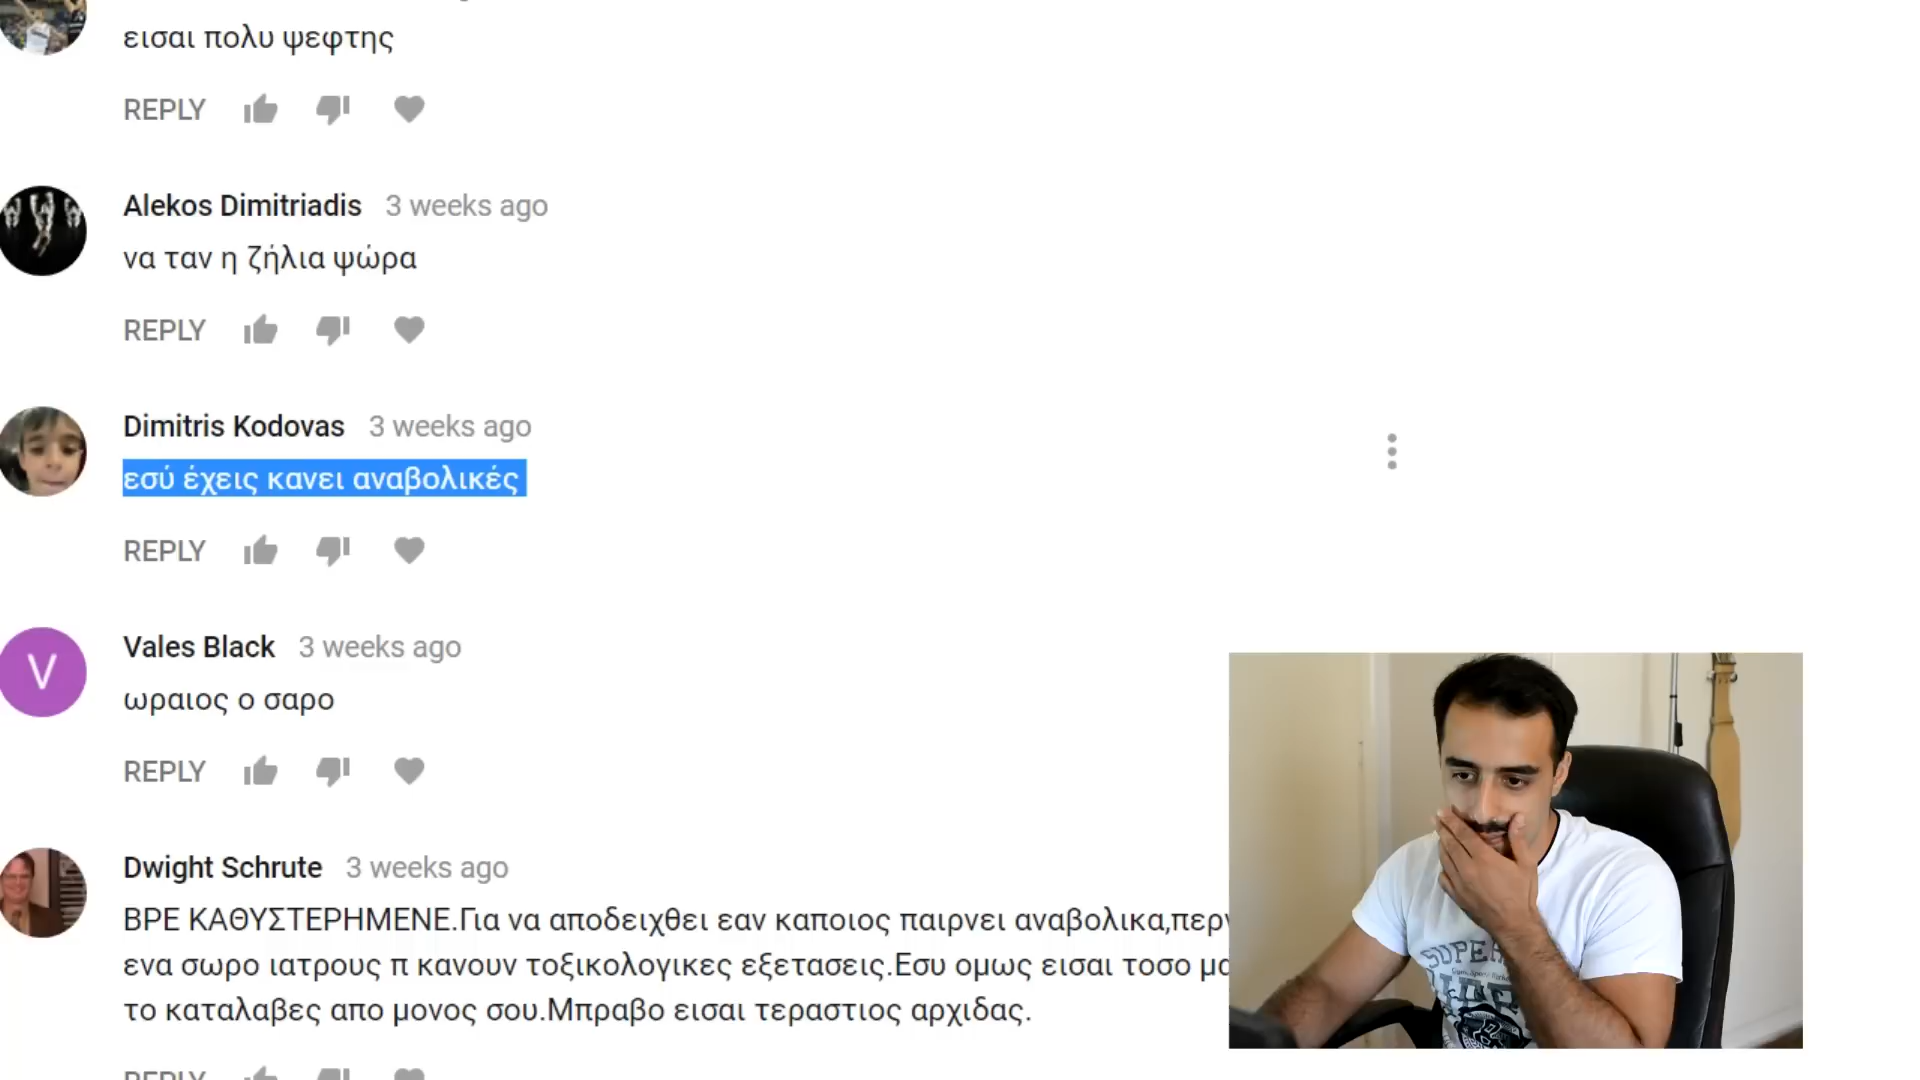 εισαι πολυ ψεφτης
REPLY
Alekos Dimitriadis 3 weeks ago
να ταν η ζήλια ψώρα
REPLY
Dimitris Kodovas 3 weeks ago
εσύ έχεις κανει αναβολικές
REPLY
V
Vales Black 3 weeks ago
ωραιος ο σαρο
REPLY
Dwight Schrute 3 weeks ago
ΒΡΕ ΚΑΘΥΣΤΕΡΗΜΕΝΕ.Για να αποδειχθει εαν καποιος παιρνει αναβολικα,
ενα σωρο ιατρους π κανουν τοξικολογικες εξετασεις.Εσυ ομως εισαι τοσο
το καταλαβες απο μονος σου.Μπραβο εισαι τεραστιος αρχιδας.
REPLY